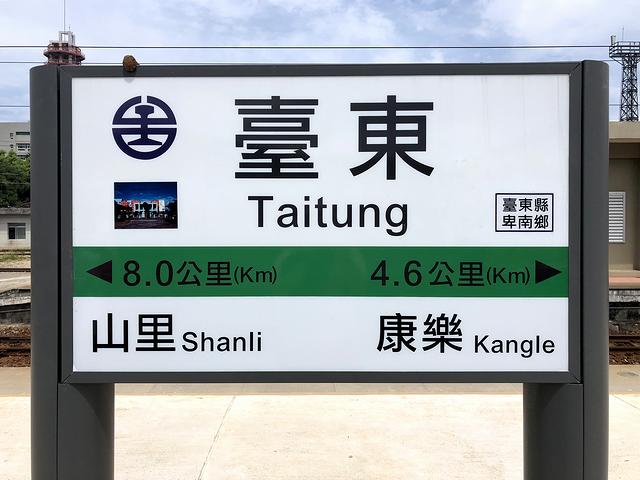 臺東
Taitung
臺東縣
卑南鄉
8.0公里(Km)
4.6公里(Km)
山里 Shanli
康樂 Kangle